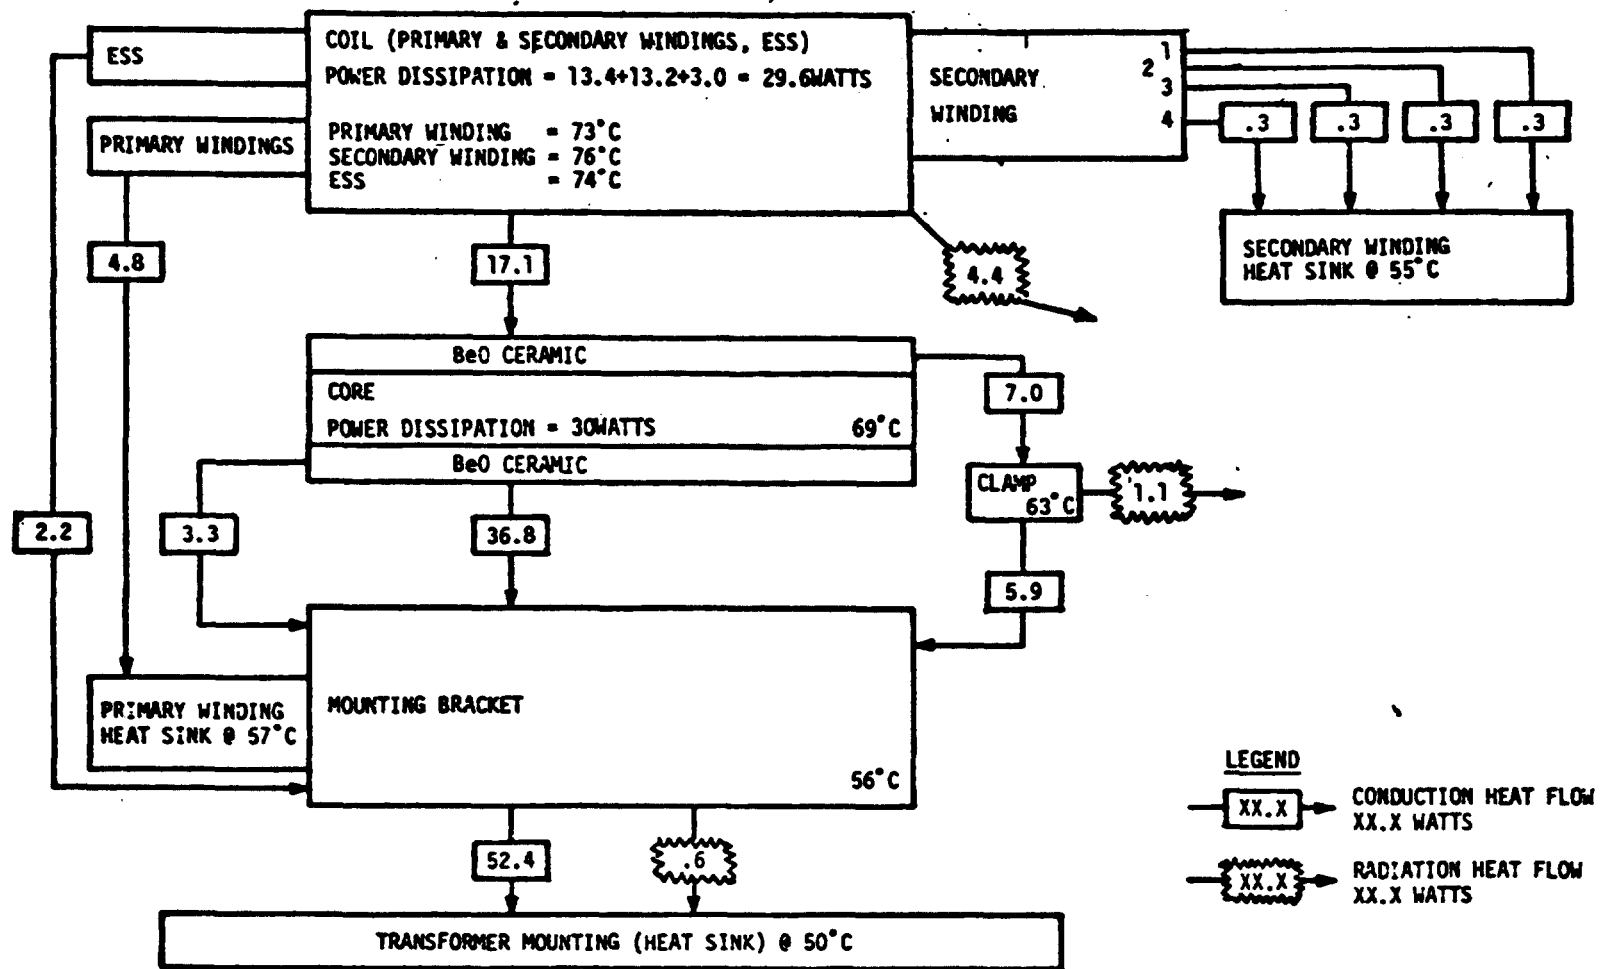 ESS
COIL (PRIMARY & SECONDARY WINDINGS, ESS)
POWER DISSIPATION = 13.4+13.2+3.0 = 29.6WATTS
PRIMARY WINDING = 73°C
SECONDARY WINDING = 76°C
ESS = 74°C
PRIMARY WINDINGS
SECONDARY
WINDING
1
2
3
4
.3
.3
.3
.3
SECONDARY WINDING
HEAT SINK @ 55°C
4.8
17.1
4.4
BeO CERAMIC
CORE
POWER DISSIPATION = 30WATTS 69°C
BeO CERAMIC
7.0
CLAMP
63°C
1.1
2.2
3.3
36.8
5.9
PRIMARY WINDING
HEAT SINK @ 57°C
MOUNTING BRACKET
56°C
52.4
.6
TRANSFORMER MOUNTING (HEAT SINK) @ 50°C
LEGEND
XX.X
CONDUCTION HEAT FLOW
XX.X WATTS
XX.X
RADIATION HEAT FLOW
XX.X WATTS